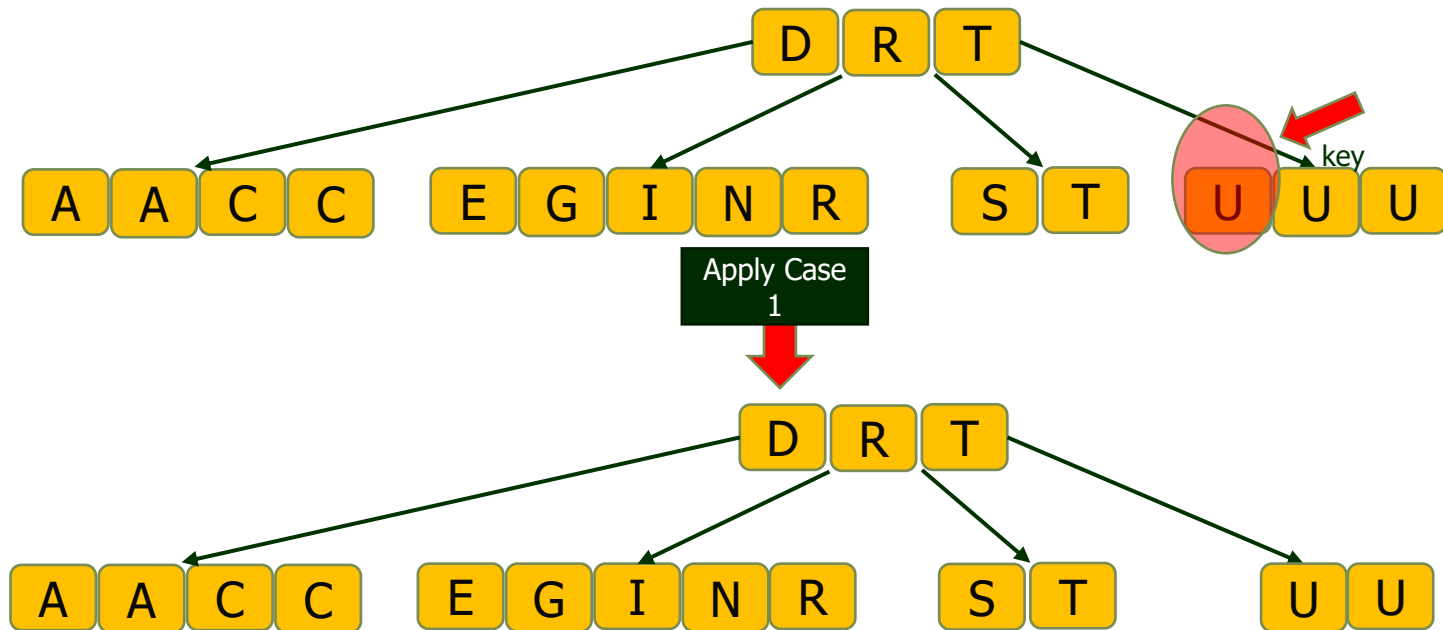 D R T
key
A A C C E G I N R S T U U U
Apply Case
1
D R T
A A C C E G I N R S T U U